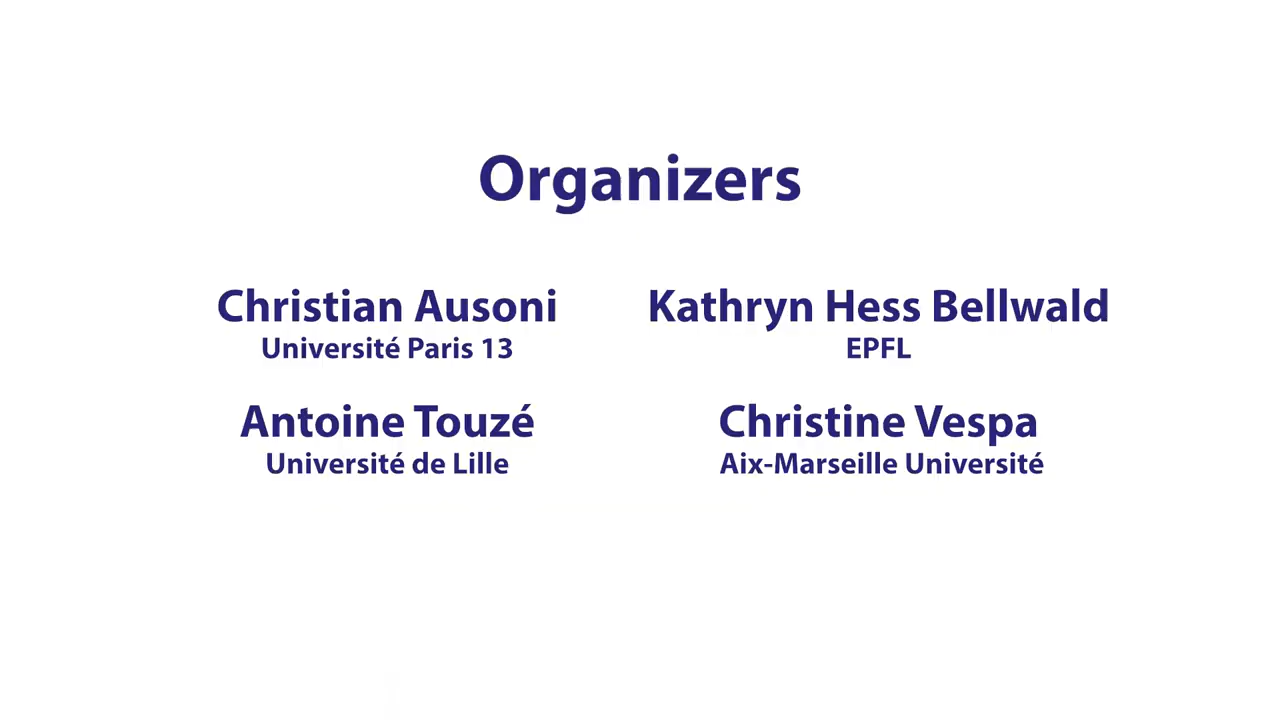 Organizers
Christian Ausoni
Université Paris 13
Kathryn Hess Bellwald
EPFL
Antoine Touzé
Université de Lille
Christine Vespa
Aix-Marseille Université